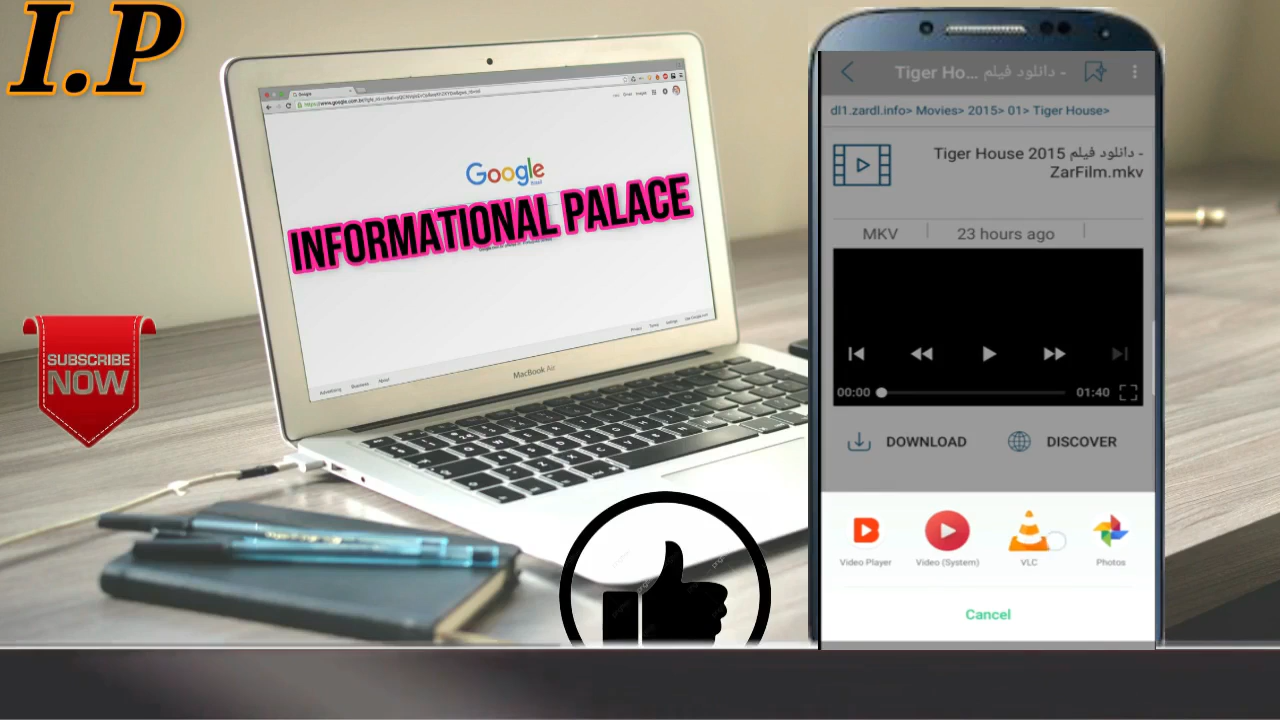 I.P
Google
INFORMATIONAL PALACE
MacBook Air
SUBSCRIBE
NOW
Tiger Ho... دانلود فیلم -
dl1.zardl.info> Movies> 2015> 01> Tiger House>
Tiger House 2015 دانلود فیلم -
ZarFilm.mkv
MKV
23 hours ago
00:00
01:40
DOWNLOAD
DISCOVER
Video Player
Video (System)
VLC
Photos
Cancel